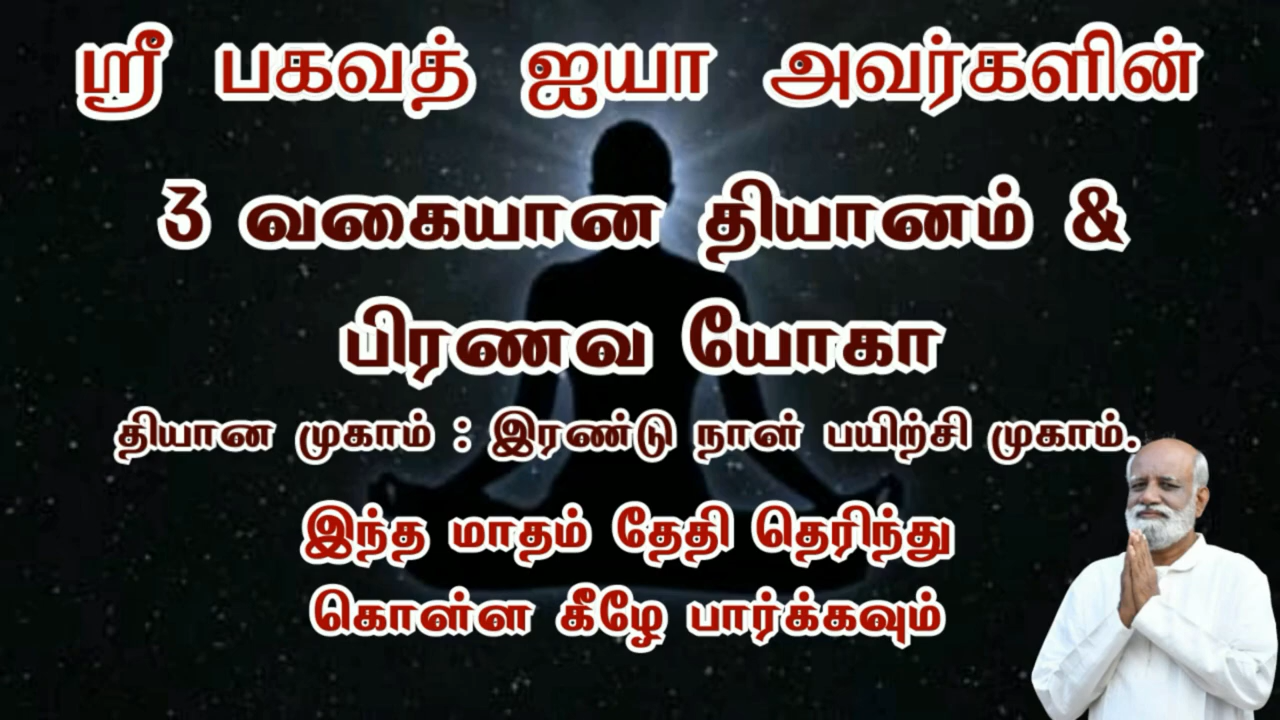 ஸ்ரீ பகவத் ஐயா அவர்களின்
3 வகையான தியானம் &
பிரணவ யோகா
தியான முகாம் : இரண்டு நாள் பயிற்சி முகாம்.
இந்த மாதம் தேதி தெரிந்து
கொள்ள கீழே பார்க்கவும்